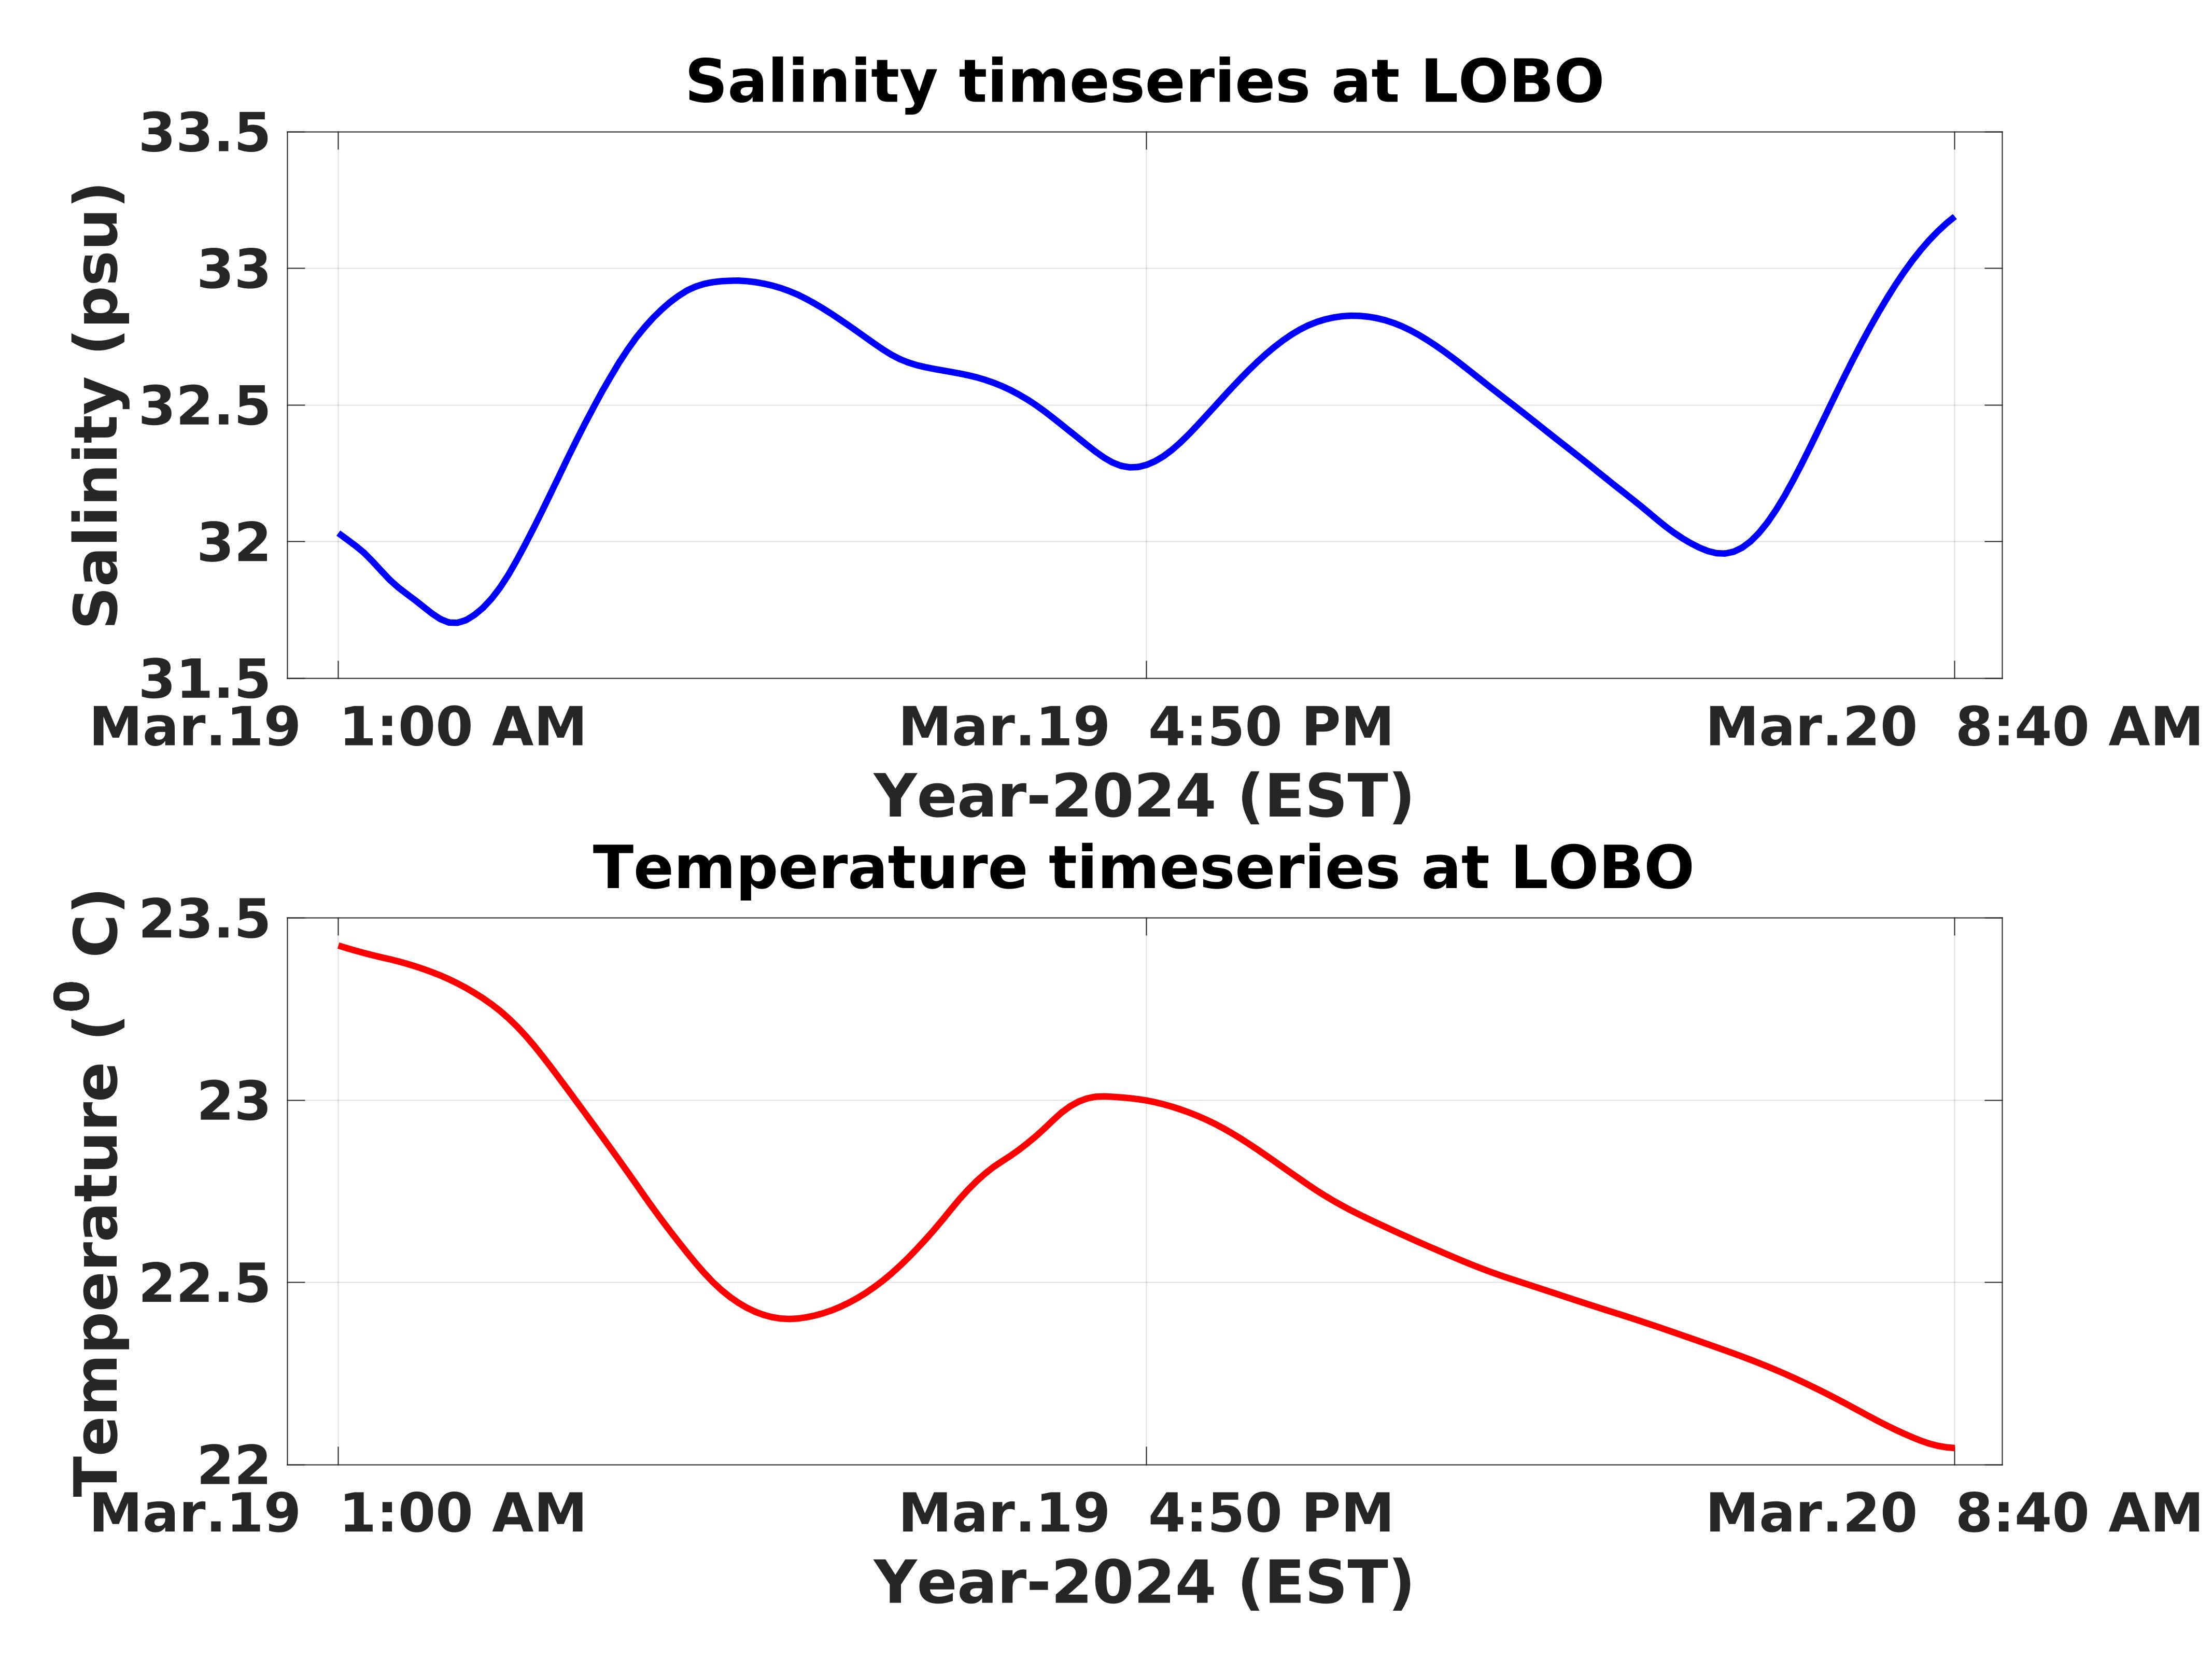 Salinity timeseries at LOBO
Salinity (psu)
33.5
33
32.5
32
31.5
Mar.19 1:00 AM Mar.19 4:50 PM Mar.20 8:40 AM
Year-2024 (EST)
Temperature timeseries at LOBO
Temperature (⁰ C)
23.5
23
22.5
22
Mar.19 1:00 AM Mar.19 4:50 PM Mar.20 8:40 AM
Year-2024 (EST)